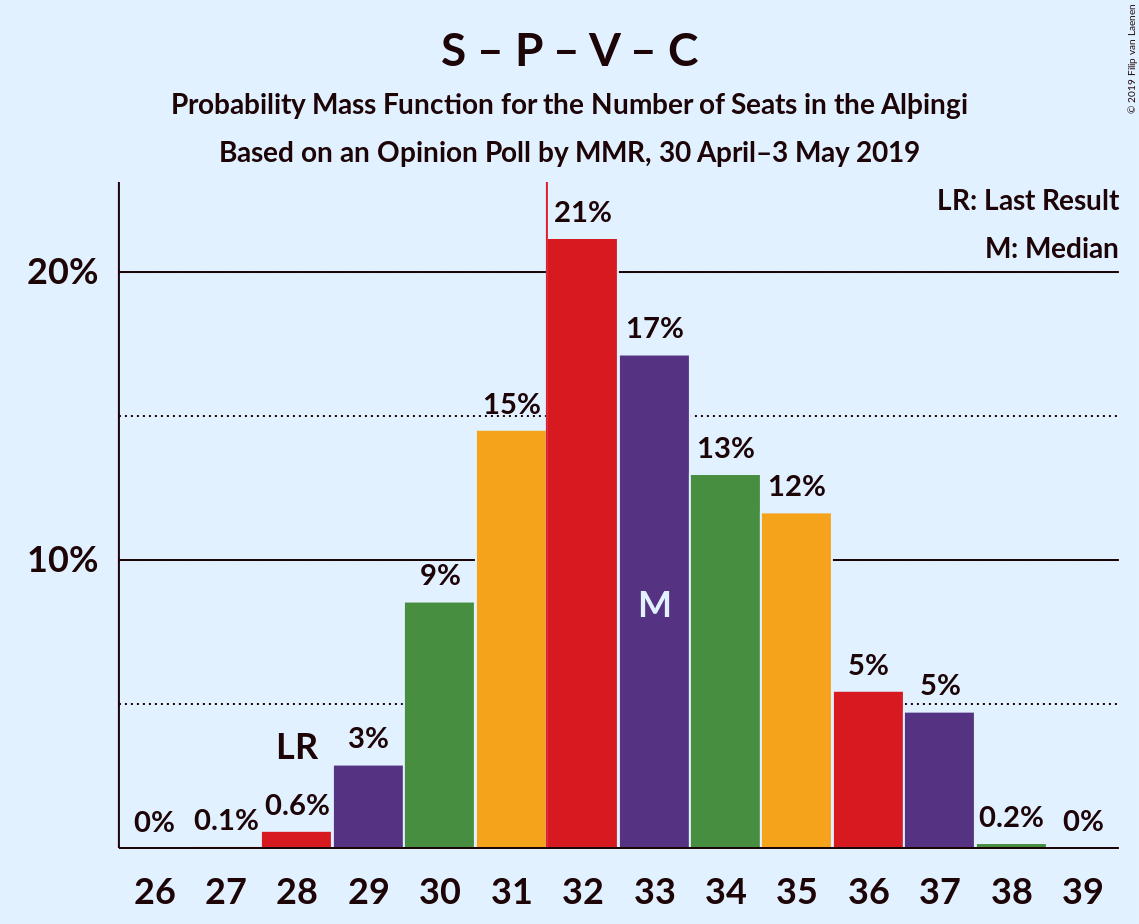 S – P – V – C
Probability Mass Function for the Number of Seats in the Alþingi
Based on an Opinion Poll by MMR, 30 April–3 May 2019
© 2019 Filip van Laenen
LR: Last Result
M: Median
20%
10%
0%
0.1%
0.6%
LR
3%
9%
15%
21%
17%
M
13%
12%
5%
5%
0.2%
0%
26 27 28 29 30 31 32 33 34 35 36 37 38 39